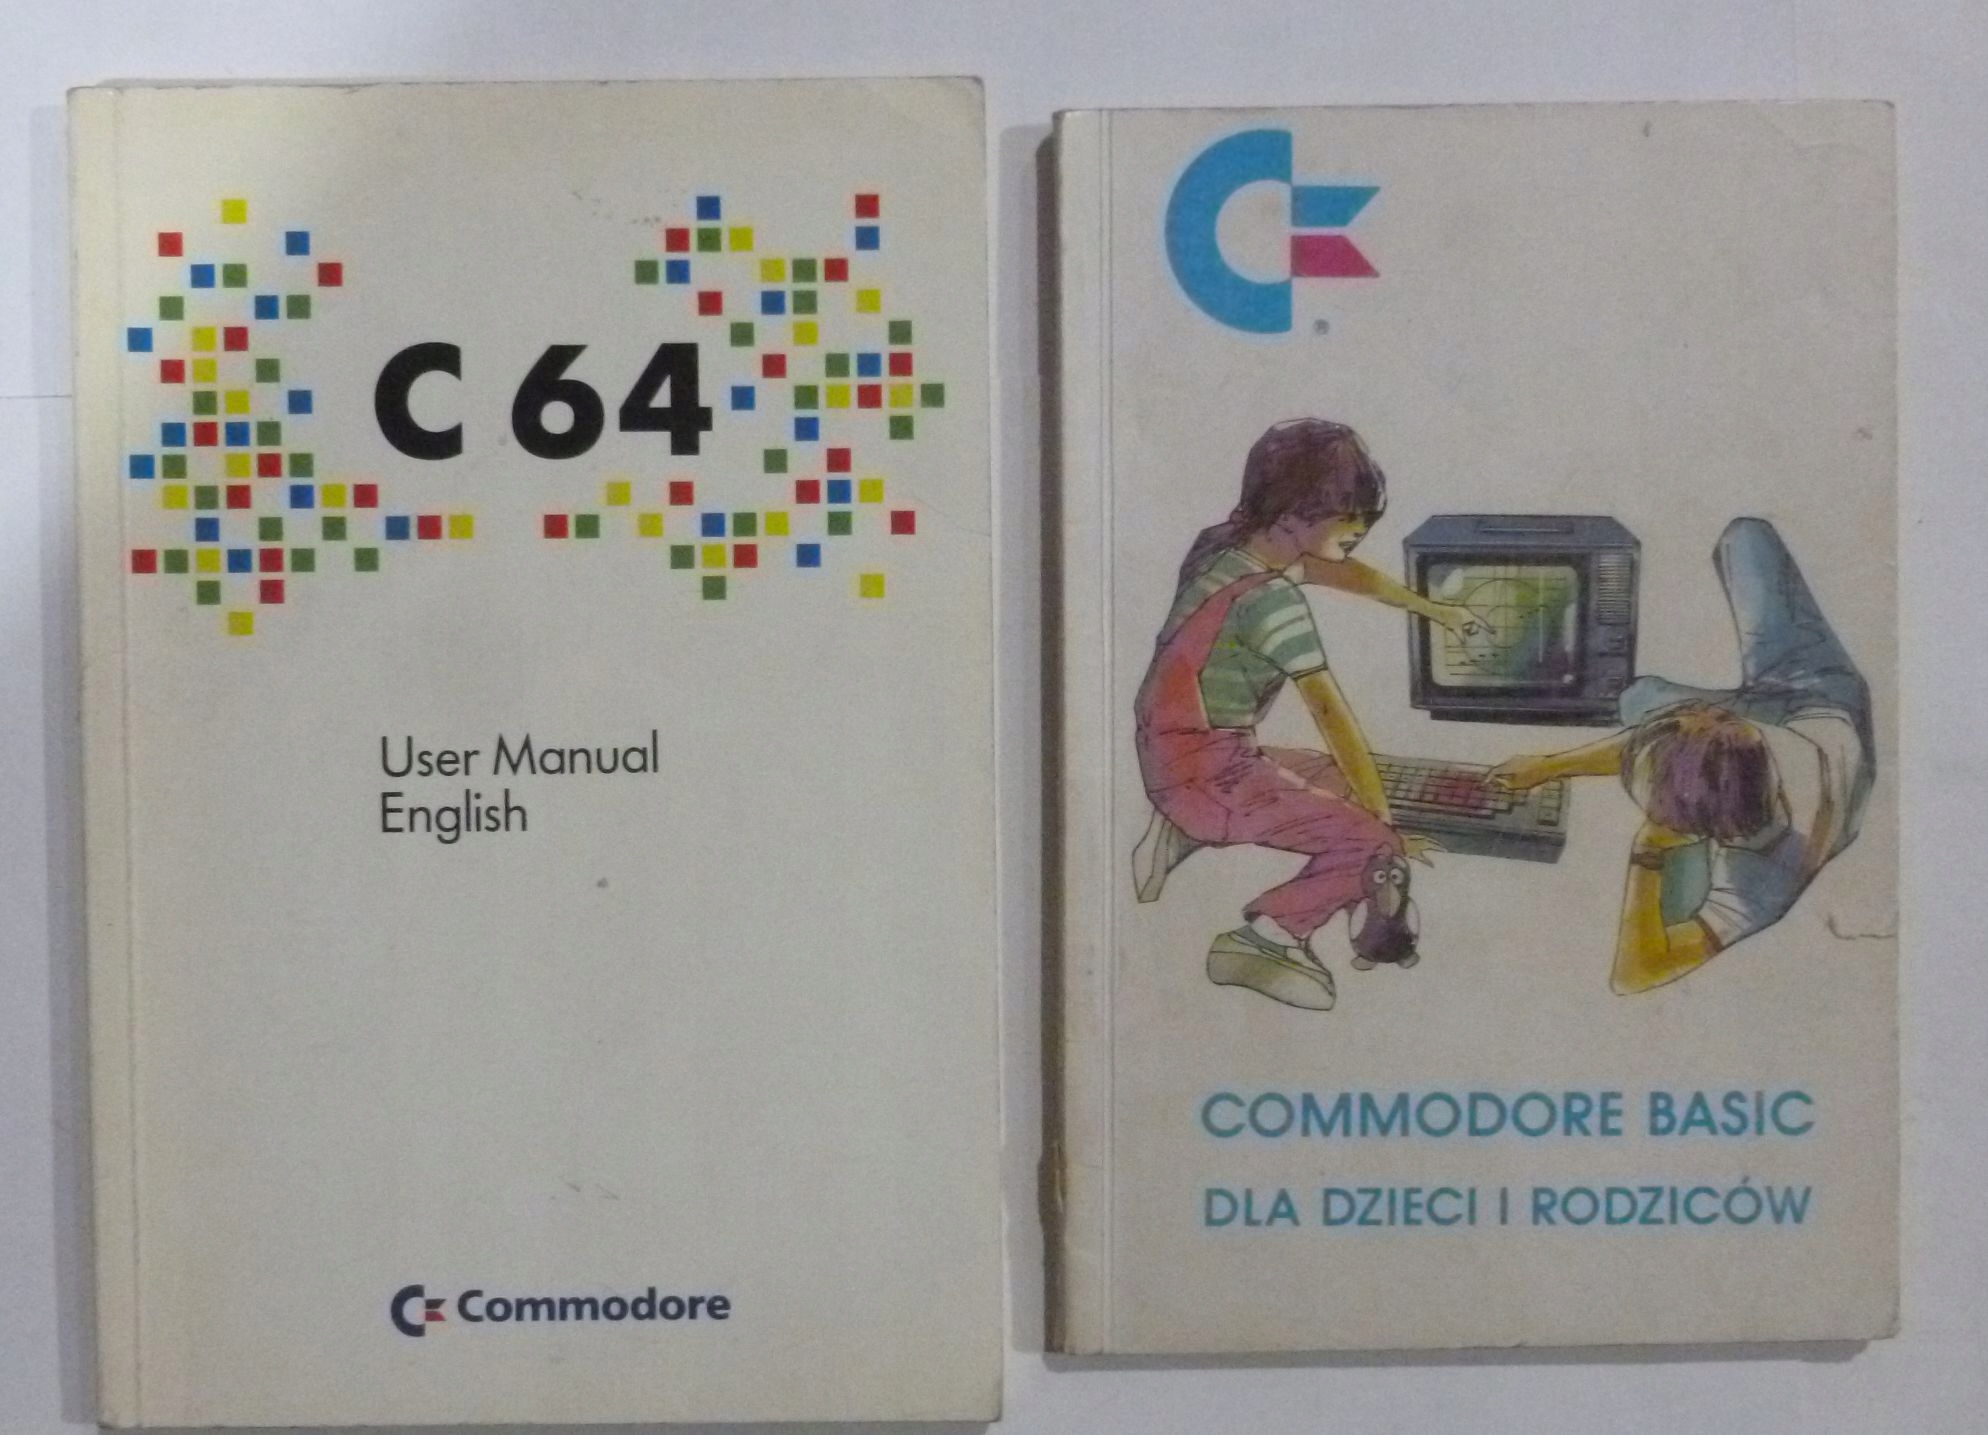 C 64
User Manual
English
Commodore
COMMODORE BASIC
DLA DZIECI I RODZICÓW